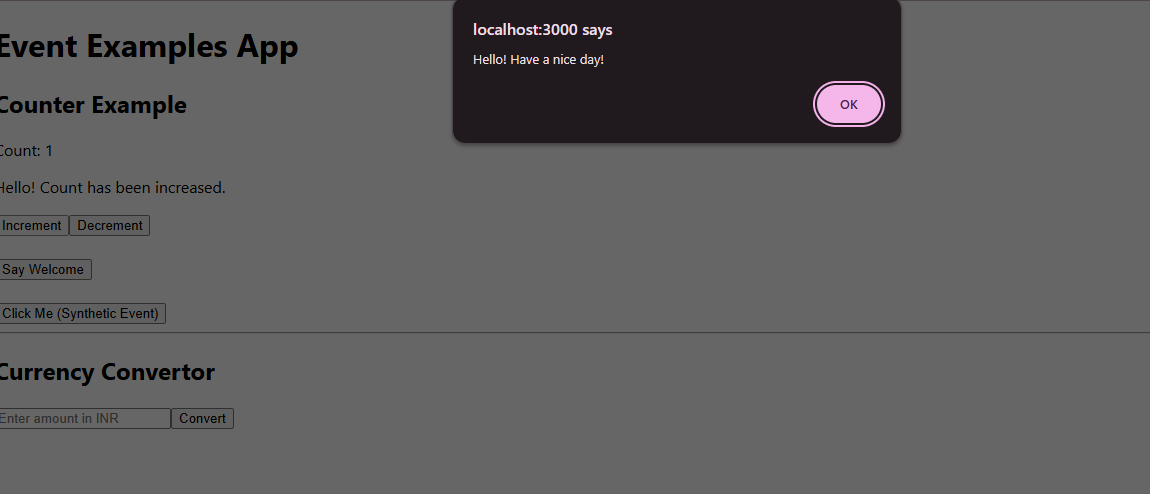 localhost:3000 says
Hello! Have a nice day!
OK
Event Examples App
Counter Example
Count: 1
Hello! Count has been increased.
Increment Decrement
Say Welcome
Click Me (Synthetic Event)
Currency Convertor
Enter amount in INR Convert